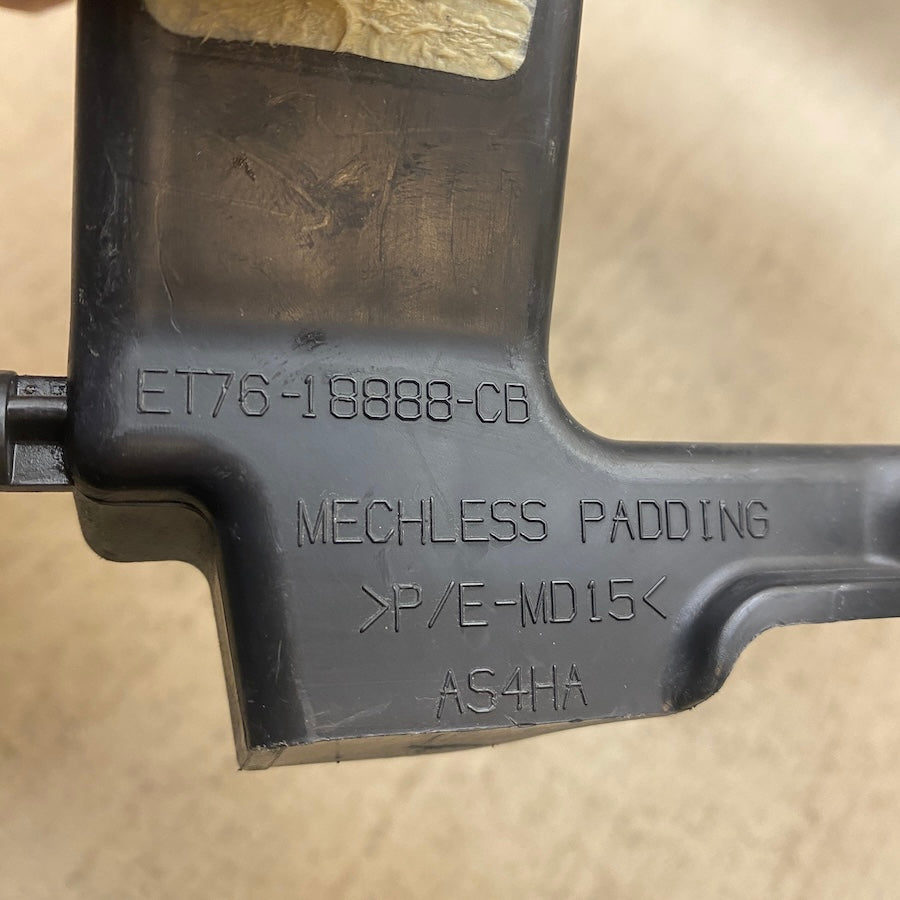 ET76-18888-CB
MECHLESS PADDING
>P/E-MD15<
AS4HA